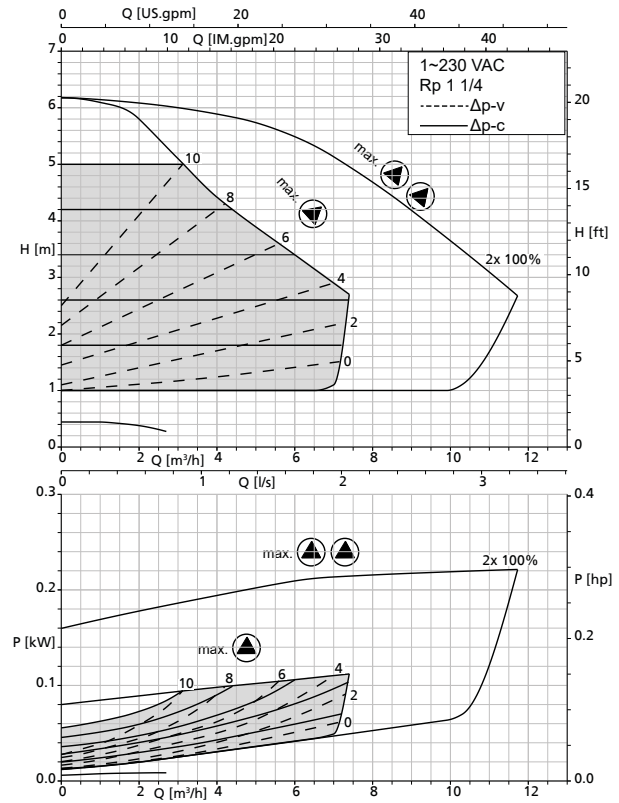 Q [US.gpm]
0 20 40
Q [IM.gpm]
0 10 20 30 40
1~230 VAC
Rp 1 1/4
Δp-v
Δp-c
7
6
5
4
3
2
1
0
H [m]
20
15
10
5
0
H [ft]
max.
max.
10
8
6
4
2
0
2x 100%
2 4 6 8 10 12
Q [m³/h]
0 1 2 3
Q [l/s]
0.3
0.2
0.1
0.0
P [kW]
0.4
0.2
0.0
P [hp]
max.
2x 100%
max.
10
8
6
4
2
0
0 2 4 6 8 10 12
Q [m³/h]